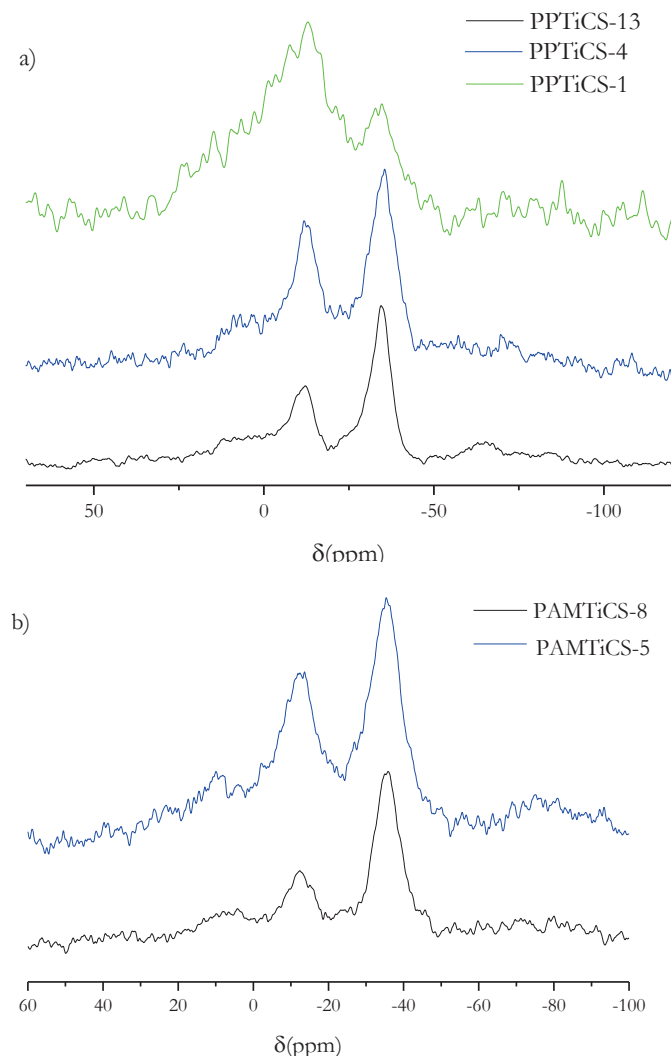 a)
PPTiCS-13
PPTiCS-4
PPTiCS-1
50 0 -50 -100
δ(ppm)
b)
PAMTiCS-8
PAMTiCS-5
60 40 20 0 -20 -40 -60 -80 -100
δ(ppm)